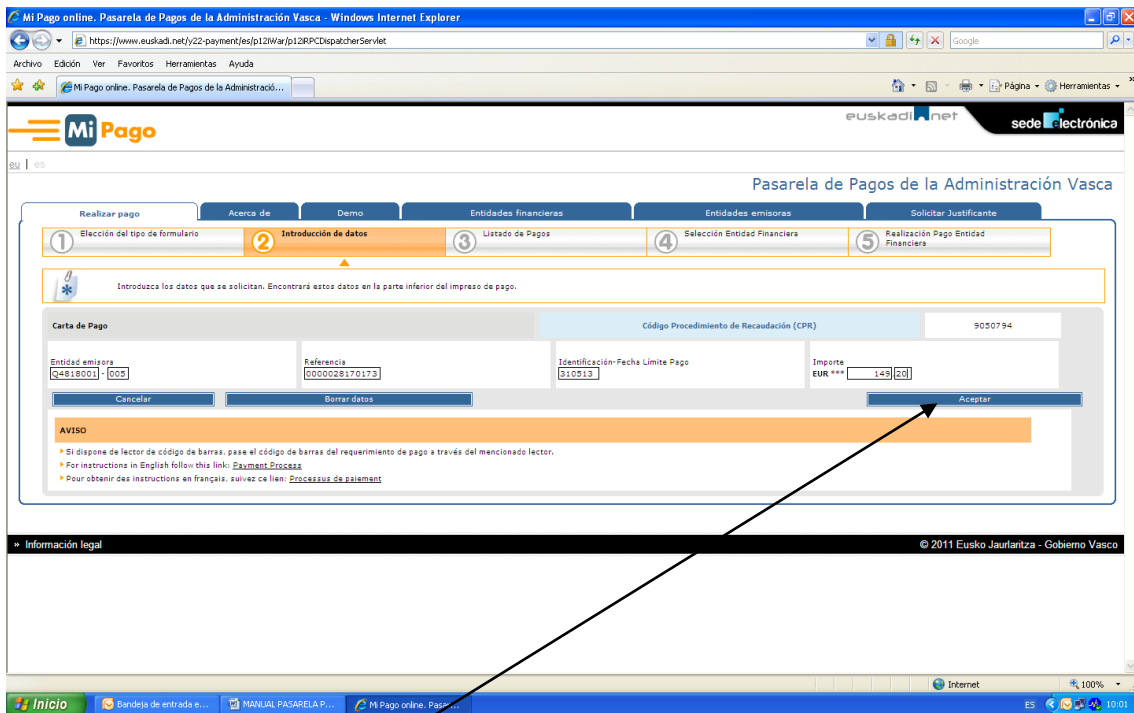 Mi Pago online. Pasarela de Pagos de la Administración Vasca - Windows Internet Explorer
https://www.euskadi.net/y22-payment/es/p12iWar/p12iRPCDispatcherServlet
Google
Archivo Edición Ver Favoritos Herramientas Ayuda
Mi Pago online. Pasarela de Pagos de la Administració...
Página Herramientas
Mi Pago
euskadi net
sede electrónica
eu | es
Pasarela de Pagos de la Administración Vasca
Realizar pago Acerca de Demo Entidades financieras Entidades emisoras Solicitar Justificante
1 Elección del tipo de formulario
2 Introducción de datos
3 Listado de Pagos
4 Selección Entidad Financiera
5 Realización Pago Entidad
Financiera
Introduzca los datos que se solicitan. Encontrará estos datos en la parte inferior del impreso de pago.
Carta de Pago Código Procedimiento de Recaudación (CPR) 9050794
Entidad emisora Referencia Identificación-Fecha Límite Pago Importe
Q4818001 - 005 0000028170173 310513 EUR *** 149,20
Cancelar Borrar datos Aceptar
AVISO
Si dispone de lector de código de barras, pase el código de barras del requerimiento de pago a través del mencionado lector.
For instructions in English follow this link: Payment Process
Pour obtenir des instructions en français, suivez ce lien: Processus de paiement
» Información legal © 2011 Eusko Jaurlaritza - Gobierno Vasco
Internet 100%
Inicio Bandeja de entrada e... MANUAL PASARELA P... Mi Pago online. Pasar... ES 10:01